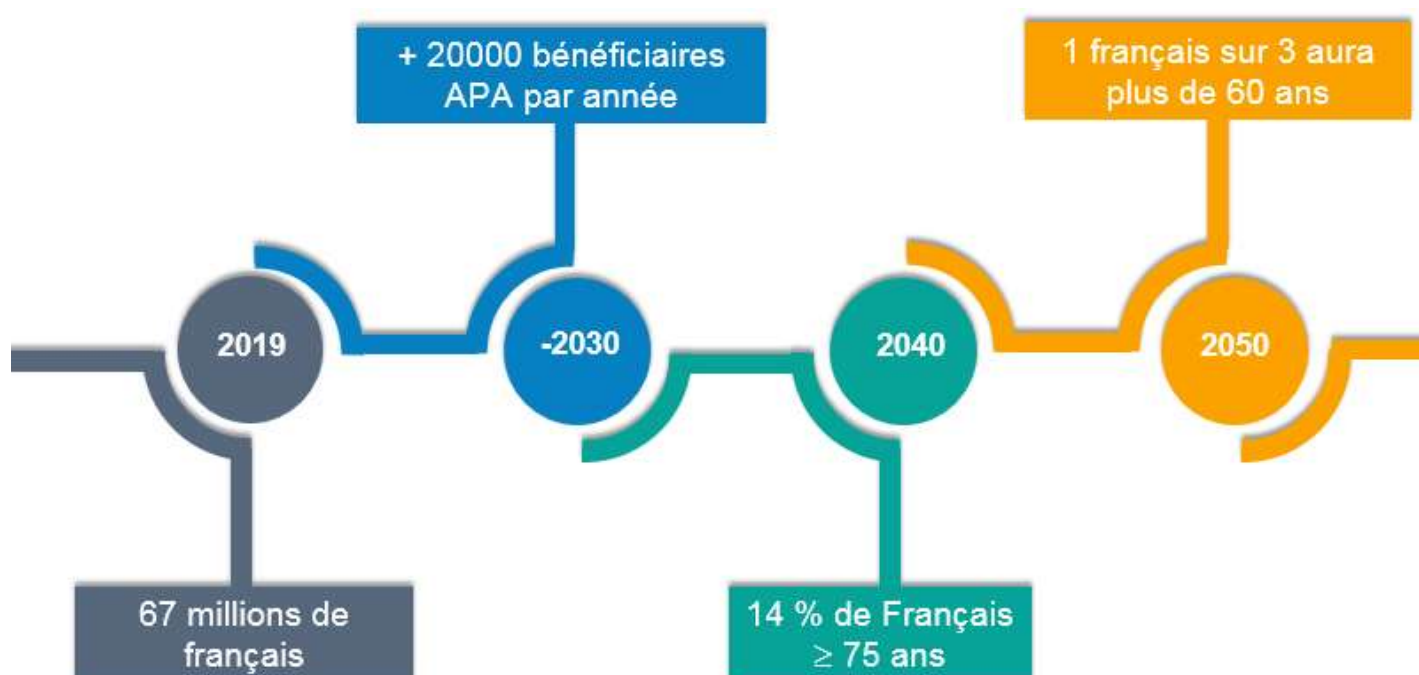 + 20000 bénéficiaires
APA par année
1 français sur 3 aura
plus de 60 ans
2019
-2030
2040
2050
67 millions de
français
14 % de Français
≥ 75 ans